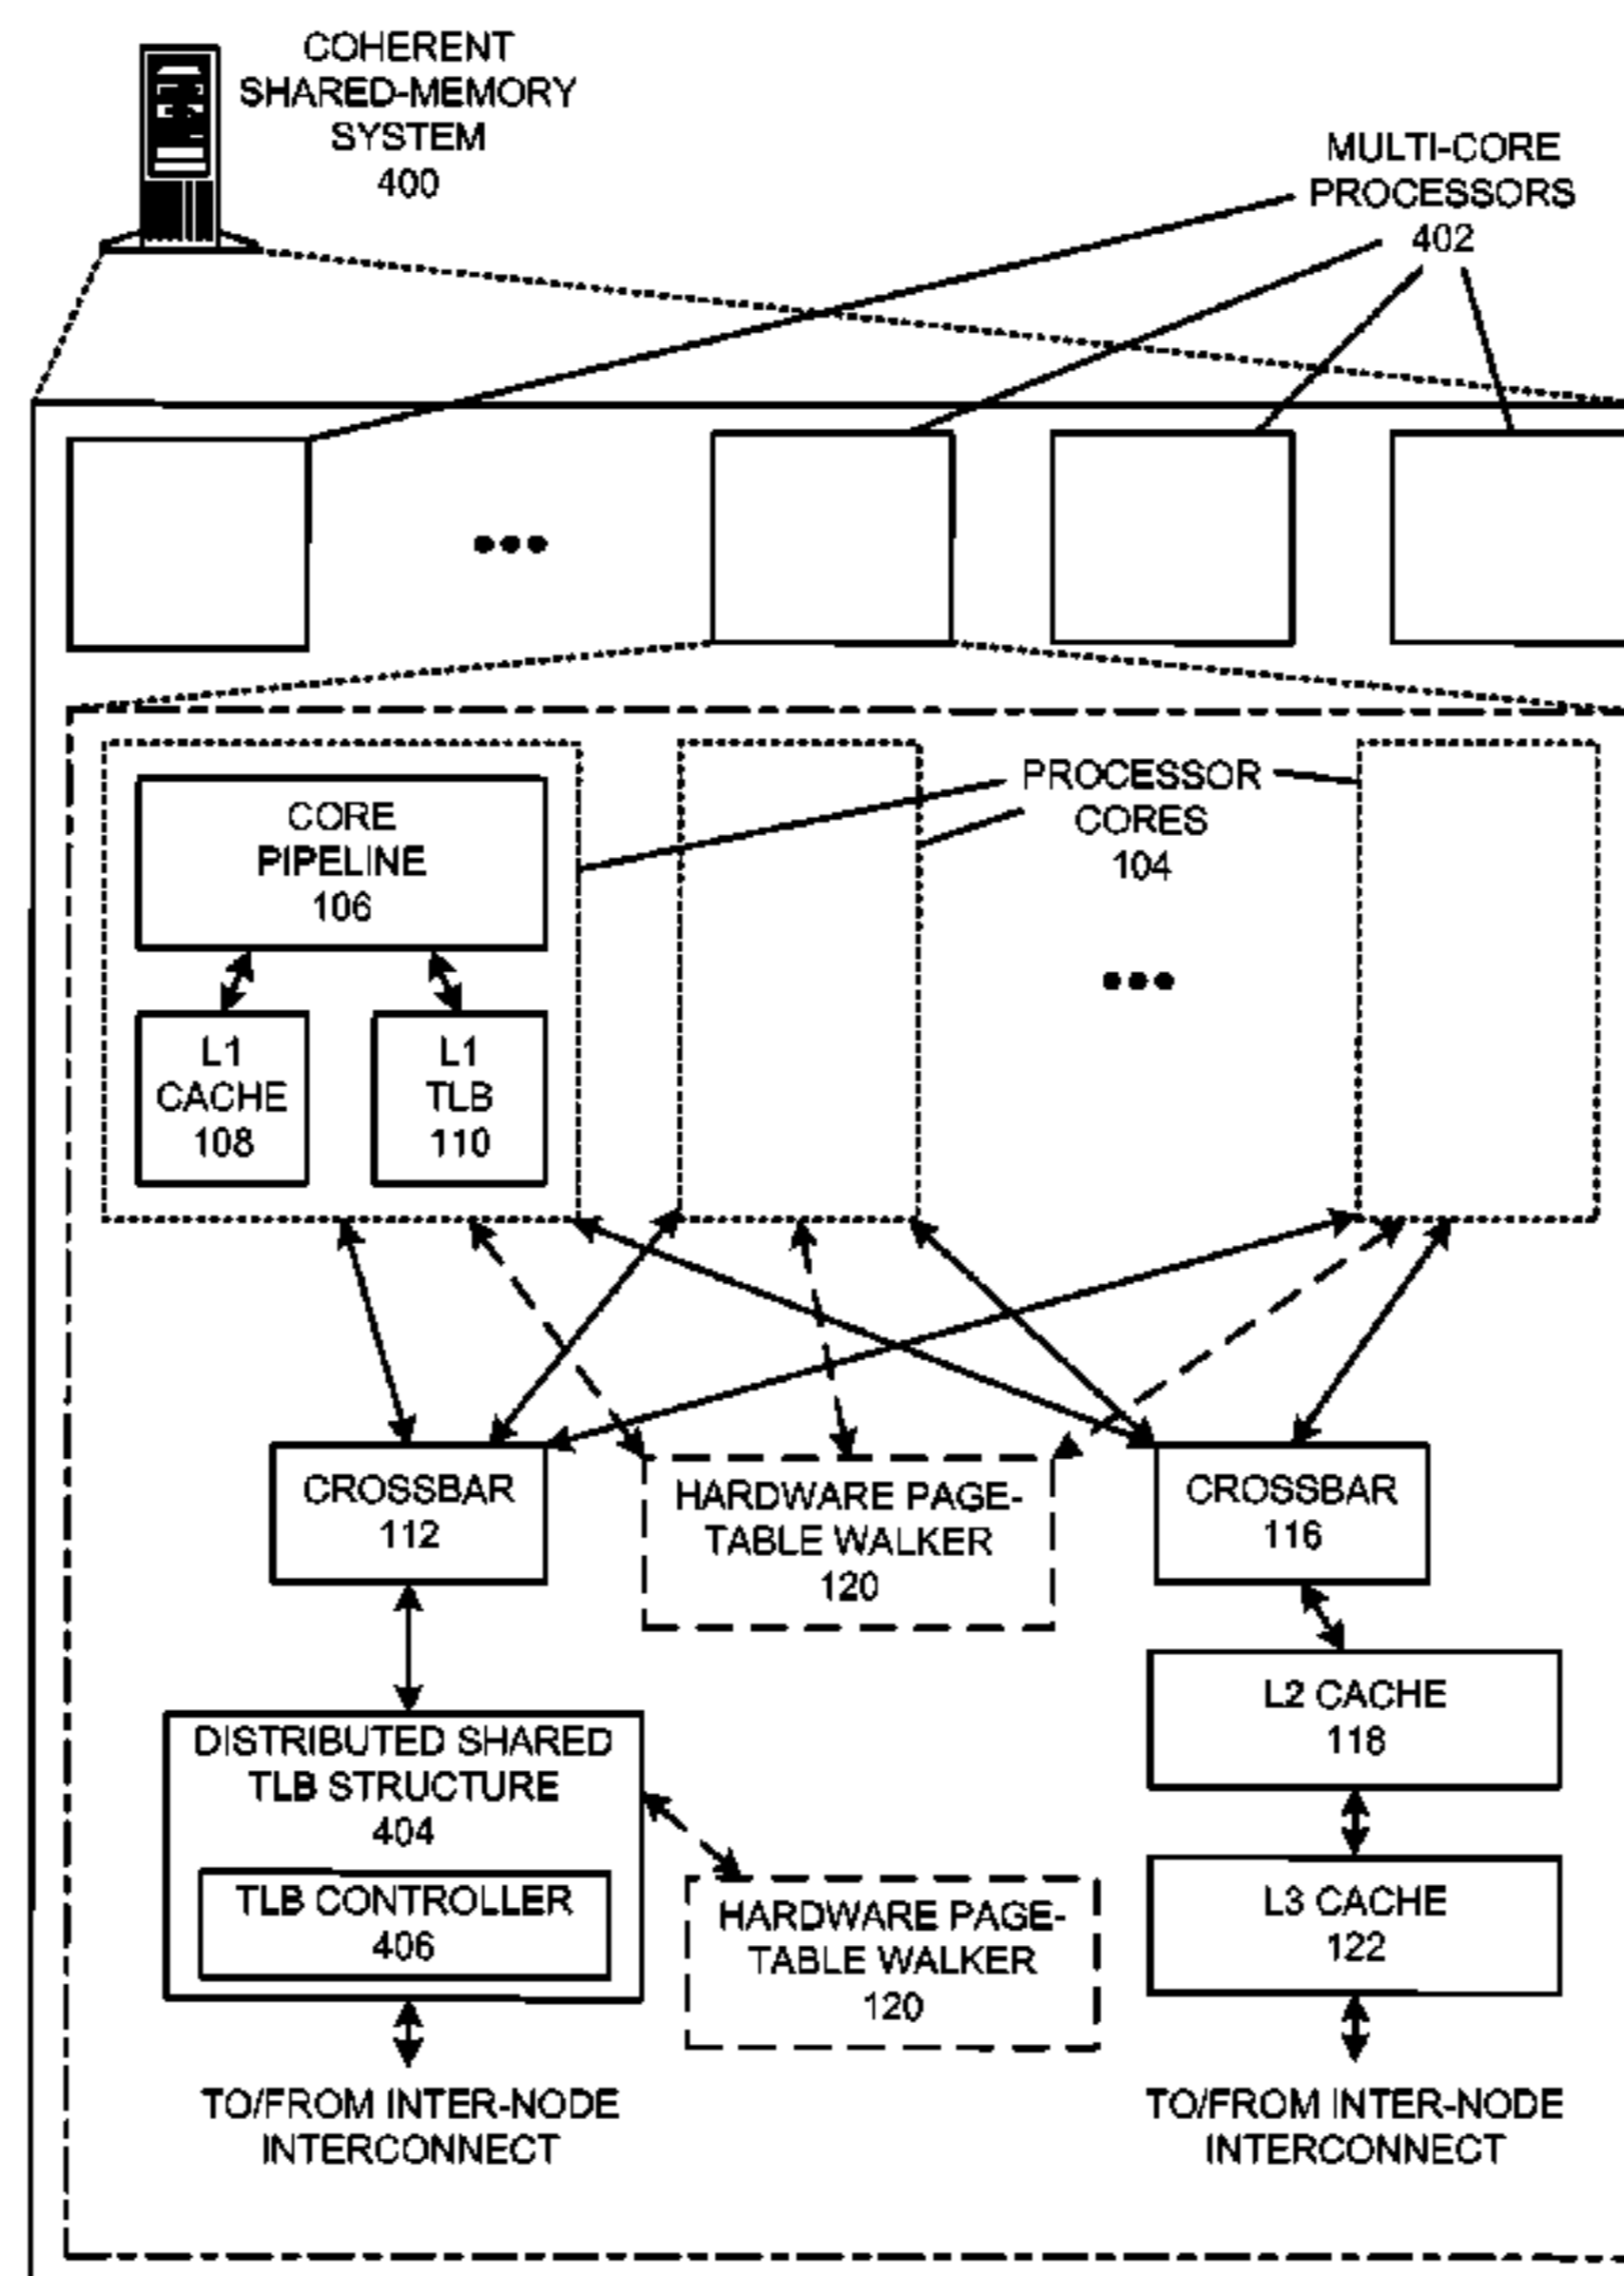 COHERENT
SHARED-MEMORY
SYSTEM
400
MULTI-CORE
PROCESSORS
402
PROCESSOR
CORES
104
CORE
PIPELINE
106
L1
CACHE
108
L1
TLB
110
CROSSBAR
112
HARDWARE PAGE-
TABLE WALKER
120
CROSSBAR
116
L2 CACHE
118
DISTRIBUTED SHARED
TLB STRUCTURE
404
TLB CONTROLLER
406
HARDWARE PAGE-
TABLE WALKER
120
L3 CACHE
122
TO/FROM INTER-NODE
INTERCONNECT
TO/FROM INTER-NODE
INTERCONNECT